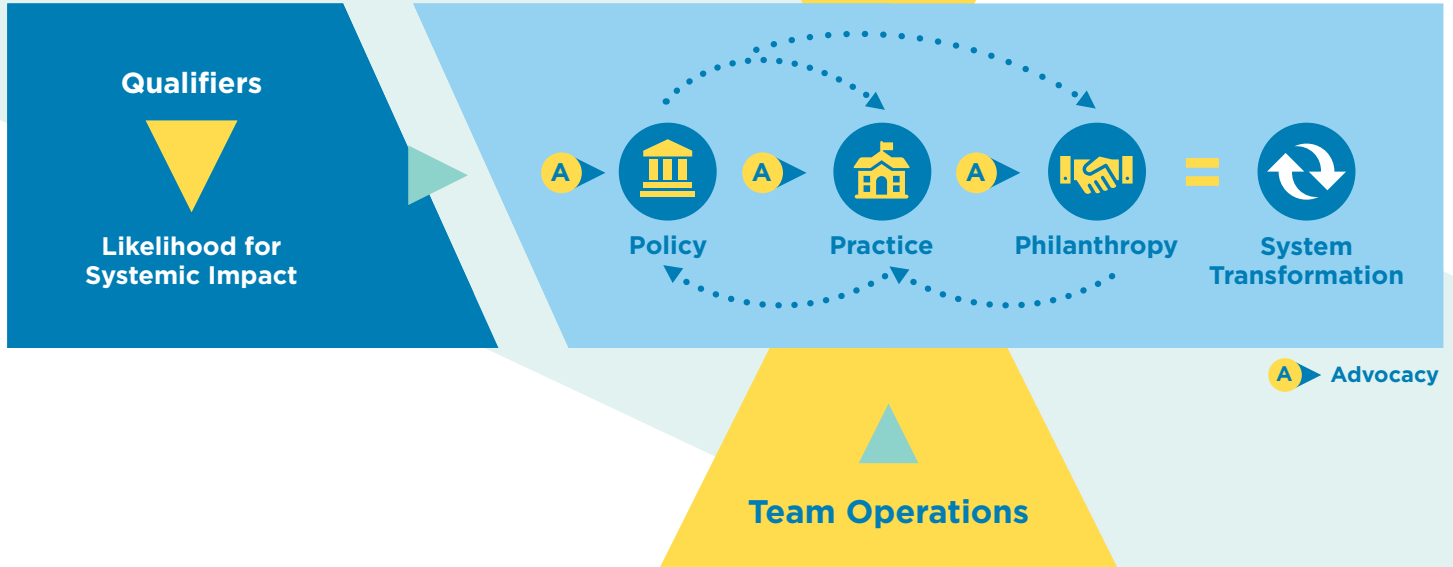 Qualifiers
Likelihood for
Systemic Impact
A
A
A
Policy
Practice
Philanthropy
System
Transformation
A Advocacy
Team Operations